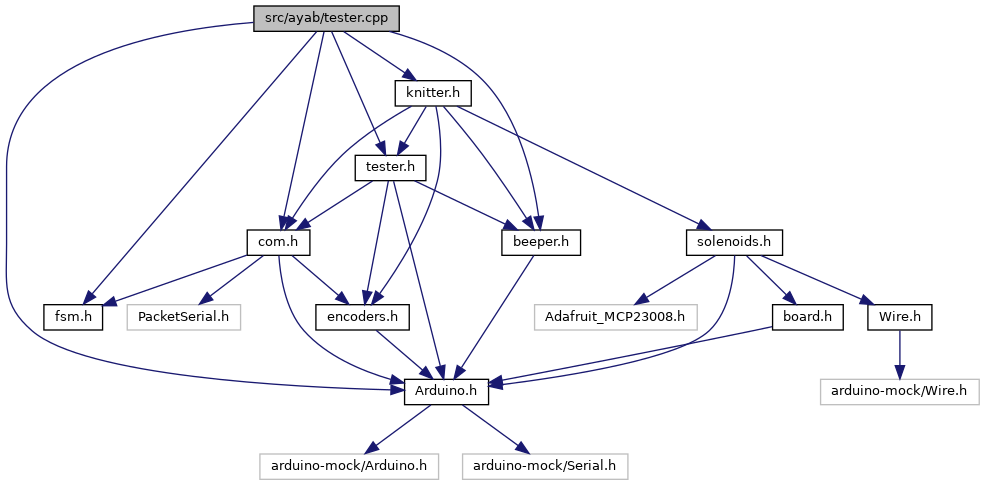 src/ayab/tester.cpp
knitter.h
tester.h
com.h
beeper.h
solenoids.h
fsm.h
PacketSerial.h
encoders.h
Adafruit_MCP23008.h
board.h
Wire.h
Arduino.h
arduino-mock/Wire.h
arduino-mock/Arduino.h
arduino-mock/Serial.h